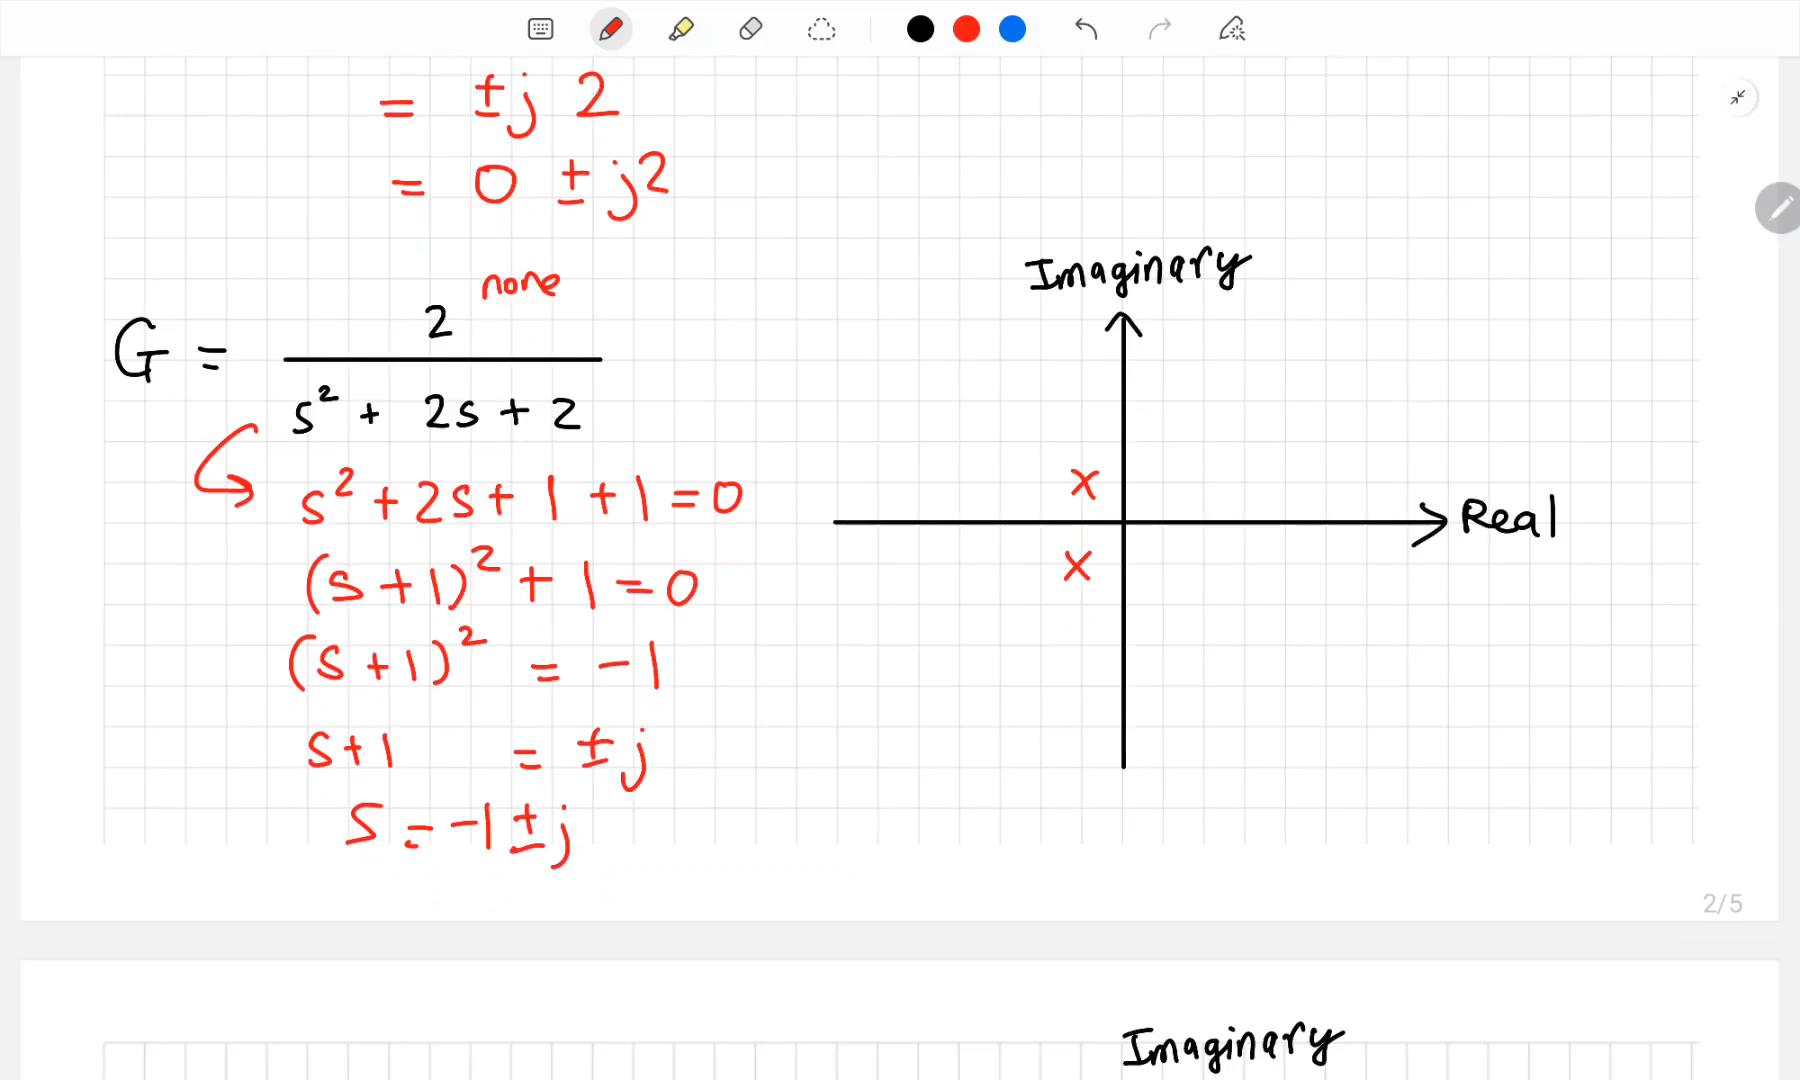 = ±j 2
= 0 ± j2
none
G = 2 / s² + 2s + 2
s² + 2s + 1 + 1 = 0
(s + 1)² + 1 = 0
(s + 1)² = -1
s + 1 = ± j
s = -1 ± j
Imaginary
x
Real
x
2/5
Imaginary